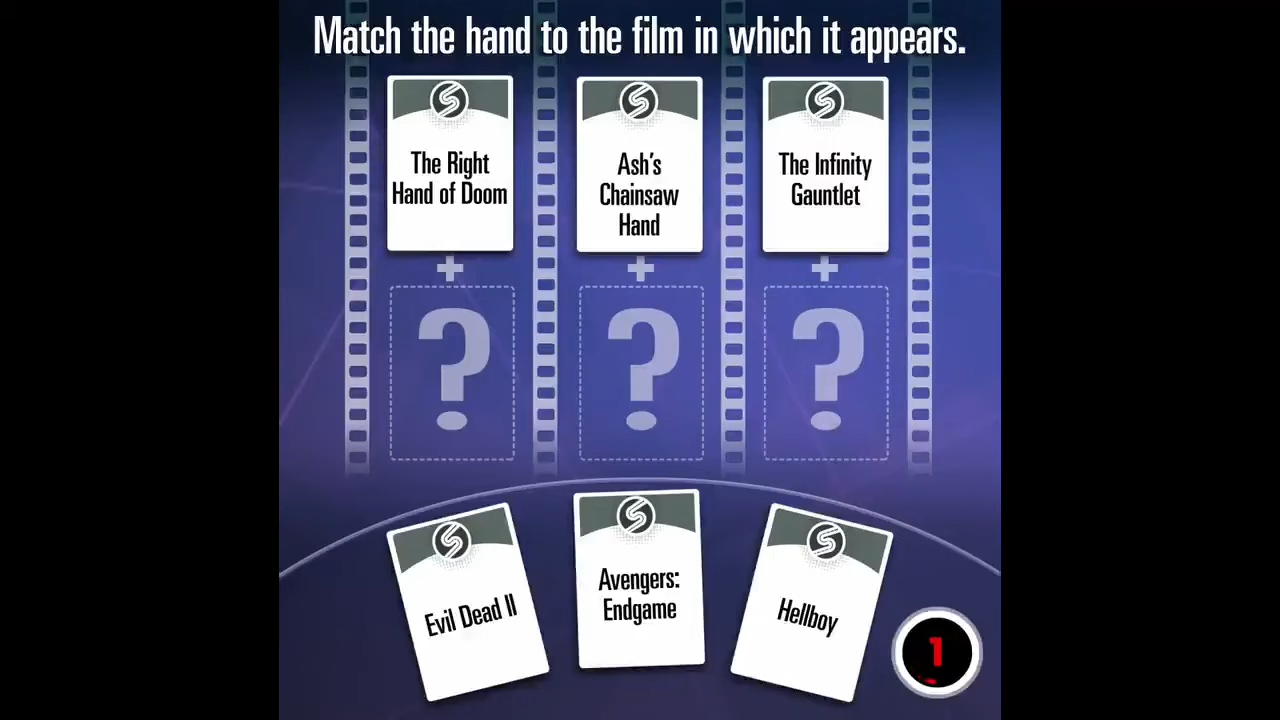 Match the hand to the film in which it appears.
The Right
Hand of Doom
Ash's
Chainsaw
Hand
The Infinity
Gauntlet
+
+
+
?
?
?
Evil Dead II
Avengers:
Endgame
Hellboy
1